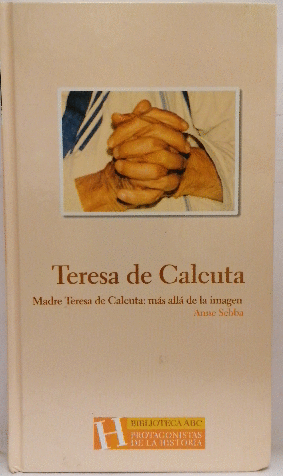 Teresa de Calcuta
Madre Teresa de Calcuta: más allá de la imagen
Anne Sebba
H
BIBLIOTECA ABC
PROTAGONISTAS
DE LA HISTORIA